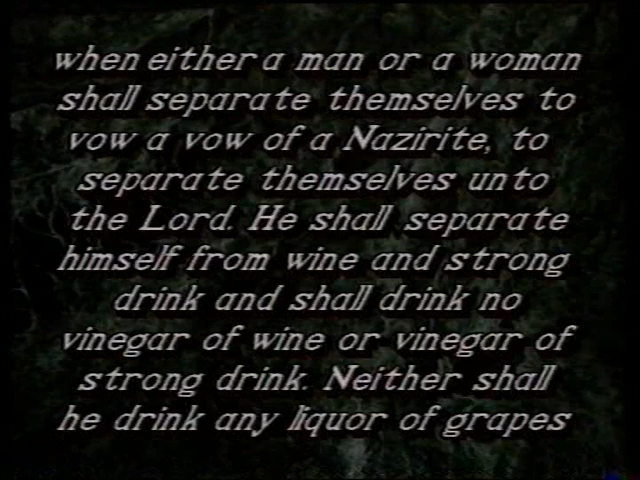 when either a man or a woman
shall separate themselves to
vow a vow of a Nazirite, to
separate themselves unto
the Lord. He shall separate
himself from wine and strong
drink and shall drink no
vinegar of wine or vinegar of
strong drink. Neither shall
he drink any liquor of grapes